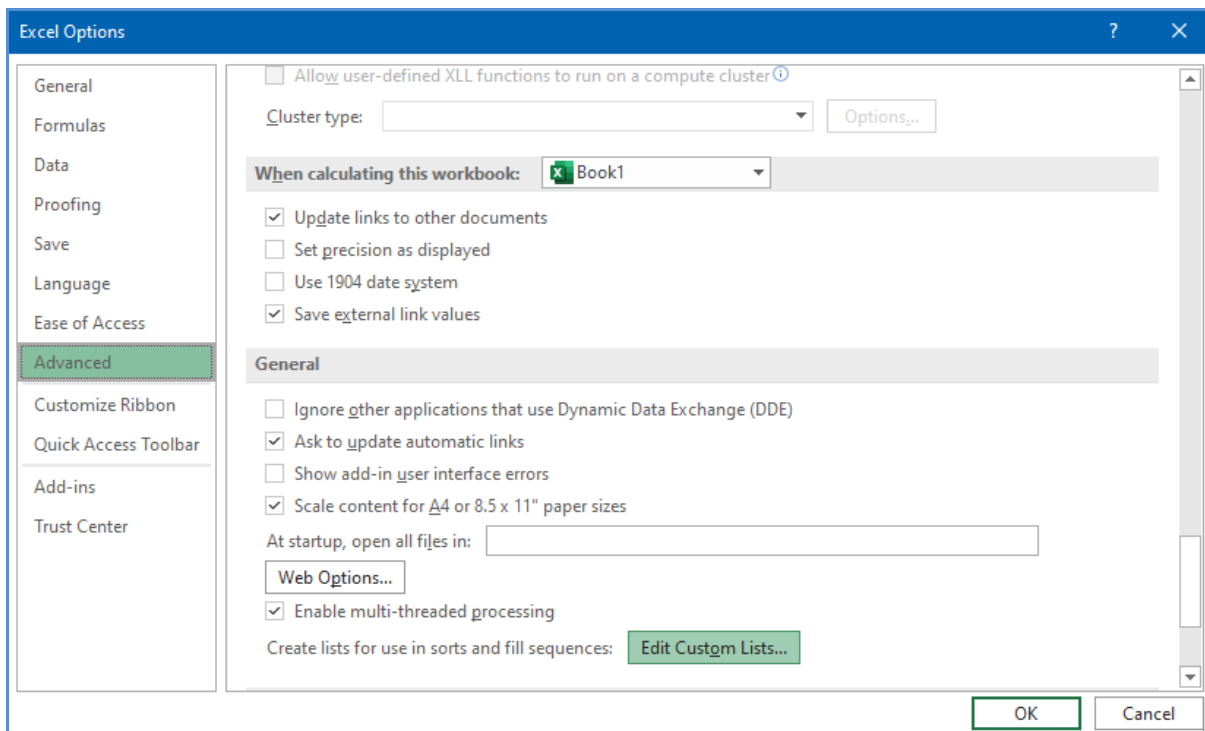 Excel Options
?
General
Formulas
Data
Proofing
Save
Language
Ease of Access
Advanced
Customize Ribbon
Quick Access Toolbar
Add-ins
Trust Center
Allow user-defined XLL functions to run on a compute cluster
Cluster type: Options...
When calculating this workbook: Book1
Update links to other documents
Set precision as displayed
Use 1904 date system
Save external link values
General
Ignore other applications that use Dynamic Data Exchange (DDE)
Ask to update automatic links
Show add-in user interface errors
Scale content for A4 or 8.5 x 11" paper sizes
At startup, open all files in:
Web Options...
Enable multi-threaded processing
Create lists for use in sorts and fill sequences: Edit Custom Lists...
OK Cancel